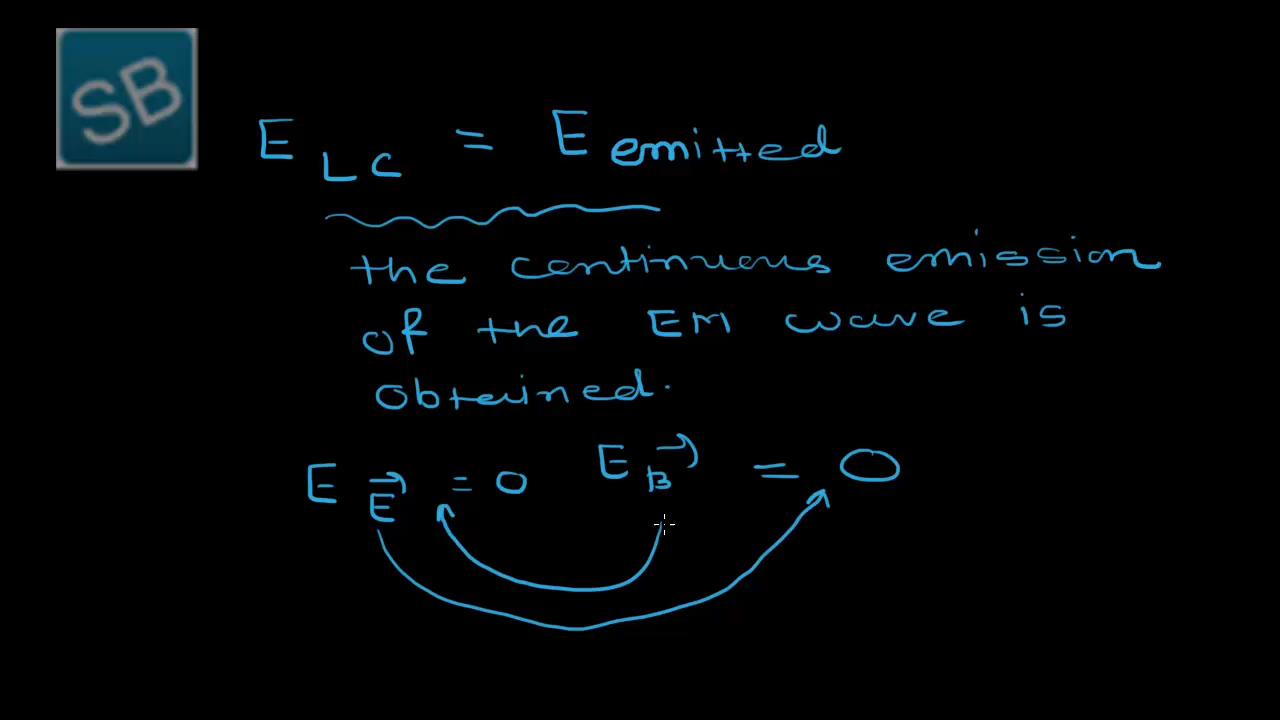 SB
E LC = E emitted
the continuous emission
of the EM wave is
obtained.
E E⃗ = 0 E B⃗ = 0